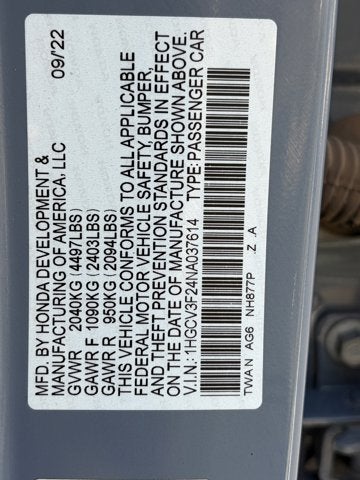 MFD. BY HONDA DEVELOPMENT & 09/22
MANUFACTURING OF AMERICA, LLC
GVWR 2040KG (4497LBS)
GAWR F 1090KG (2403LBS)
GAWR R 950KG (2094LBS)
THIS VEHICLE CONFORMS TO ALL APPLICABLE
FEDERAL MOTOR VEHICLE SAFETY, BUMPER,
AND THEFT PREVENTION STANDARDS IN EFFECT
ON THE DATE OF MANUFACTURE SHOWN ABOVE.
V.I.N.: 1HGCV3F24NA037614 TYPE: PASSENGER CAR
TWAN AG6 NH877P Z .A